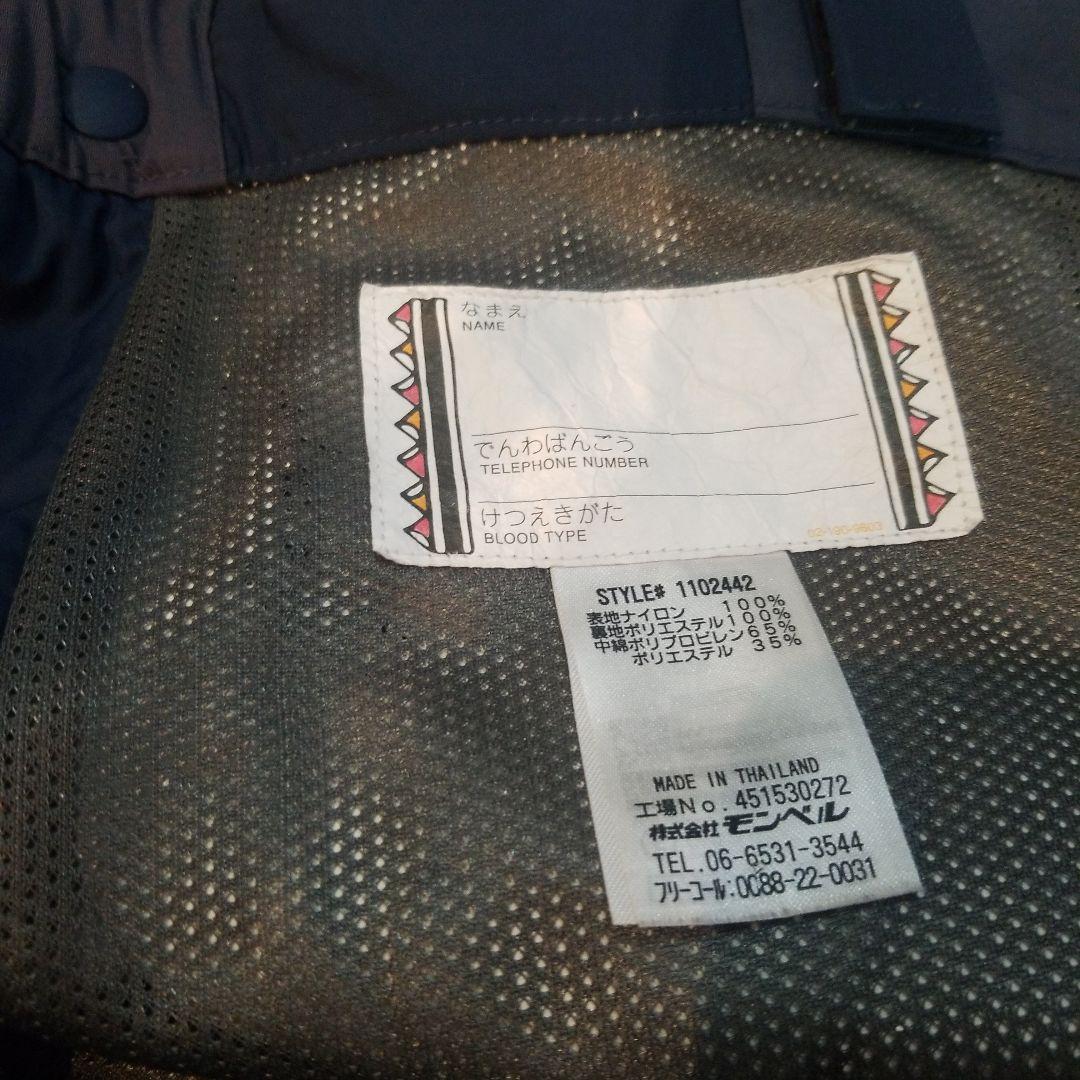 なまえ
NAME
でんわばんごう
TELEPHONE NUMBER
けつえきがた
BLOOD TYPE
02-190-9603
STYLE# 1102442
表地ナイロン 100%
裏地ポリエステル100%
中綿ポリプロピレン65%
ポリエステル 35%
MADE IN THAILAND
工場No.451530272
株式会社モンベル
TEL.06-6531-3544
フリーコール:0C88-22-0031